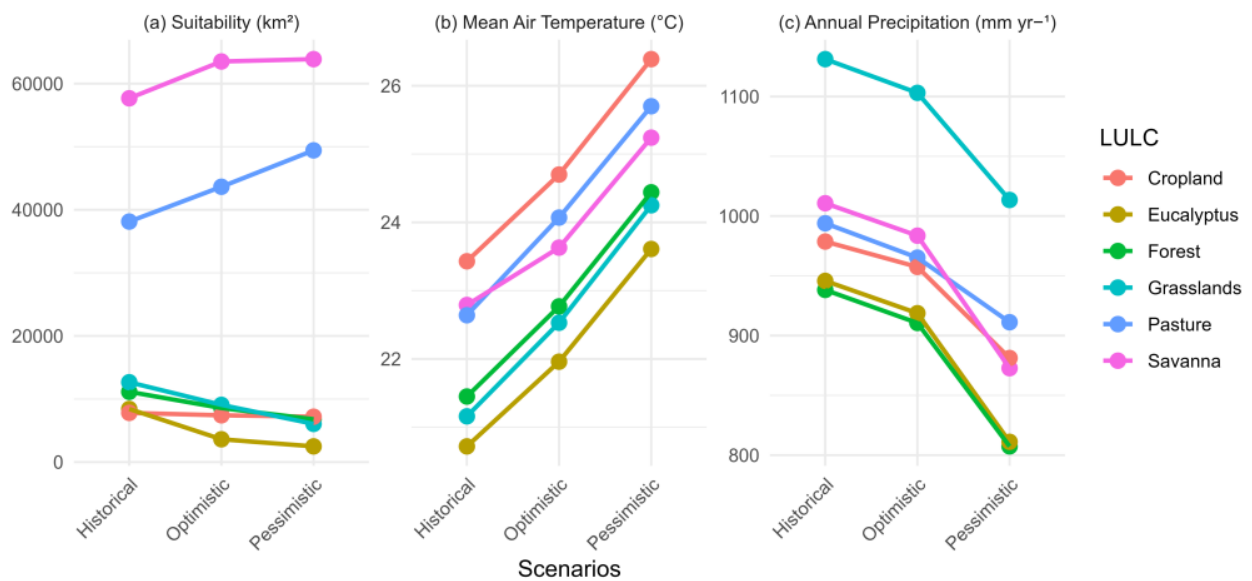 (a) Suitability (km²)
60000
40000
20000
0
Historical
Optimistic
Pessimistic
(b) Mean Air Temperature (°C)
26
24
22
Historical
Optimistic
Pessimistic
(c) Annual Precipitation (mm yr−¹)
1100
1000
900
800
Historical
Optimistic
Pessimistic
Scenarios
LULC
Cropland
Eucalyptus
Forest
Grasslands
Pasture
Savanna